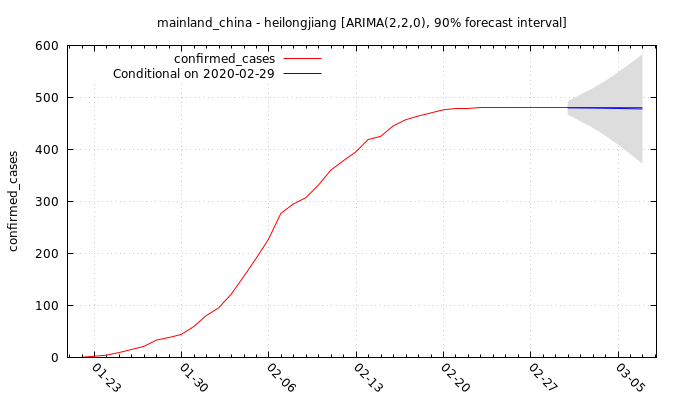 mainland_china - heilongjiang [ARIMA(2,2,0), 90% forecast interval]
confirmed_cases
Conditional on 2020-02-29
confirmed_cases
600
500
400
300
200
100
0
01-23 01-30 02-06 02-13 02-20 02-27 03-05